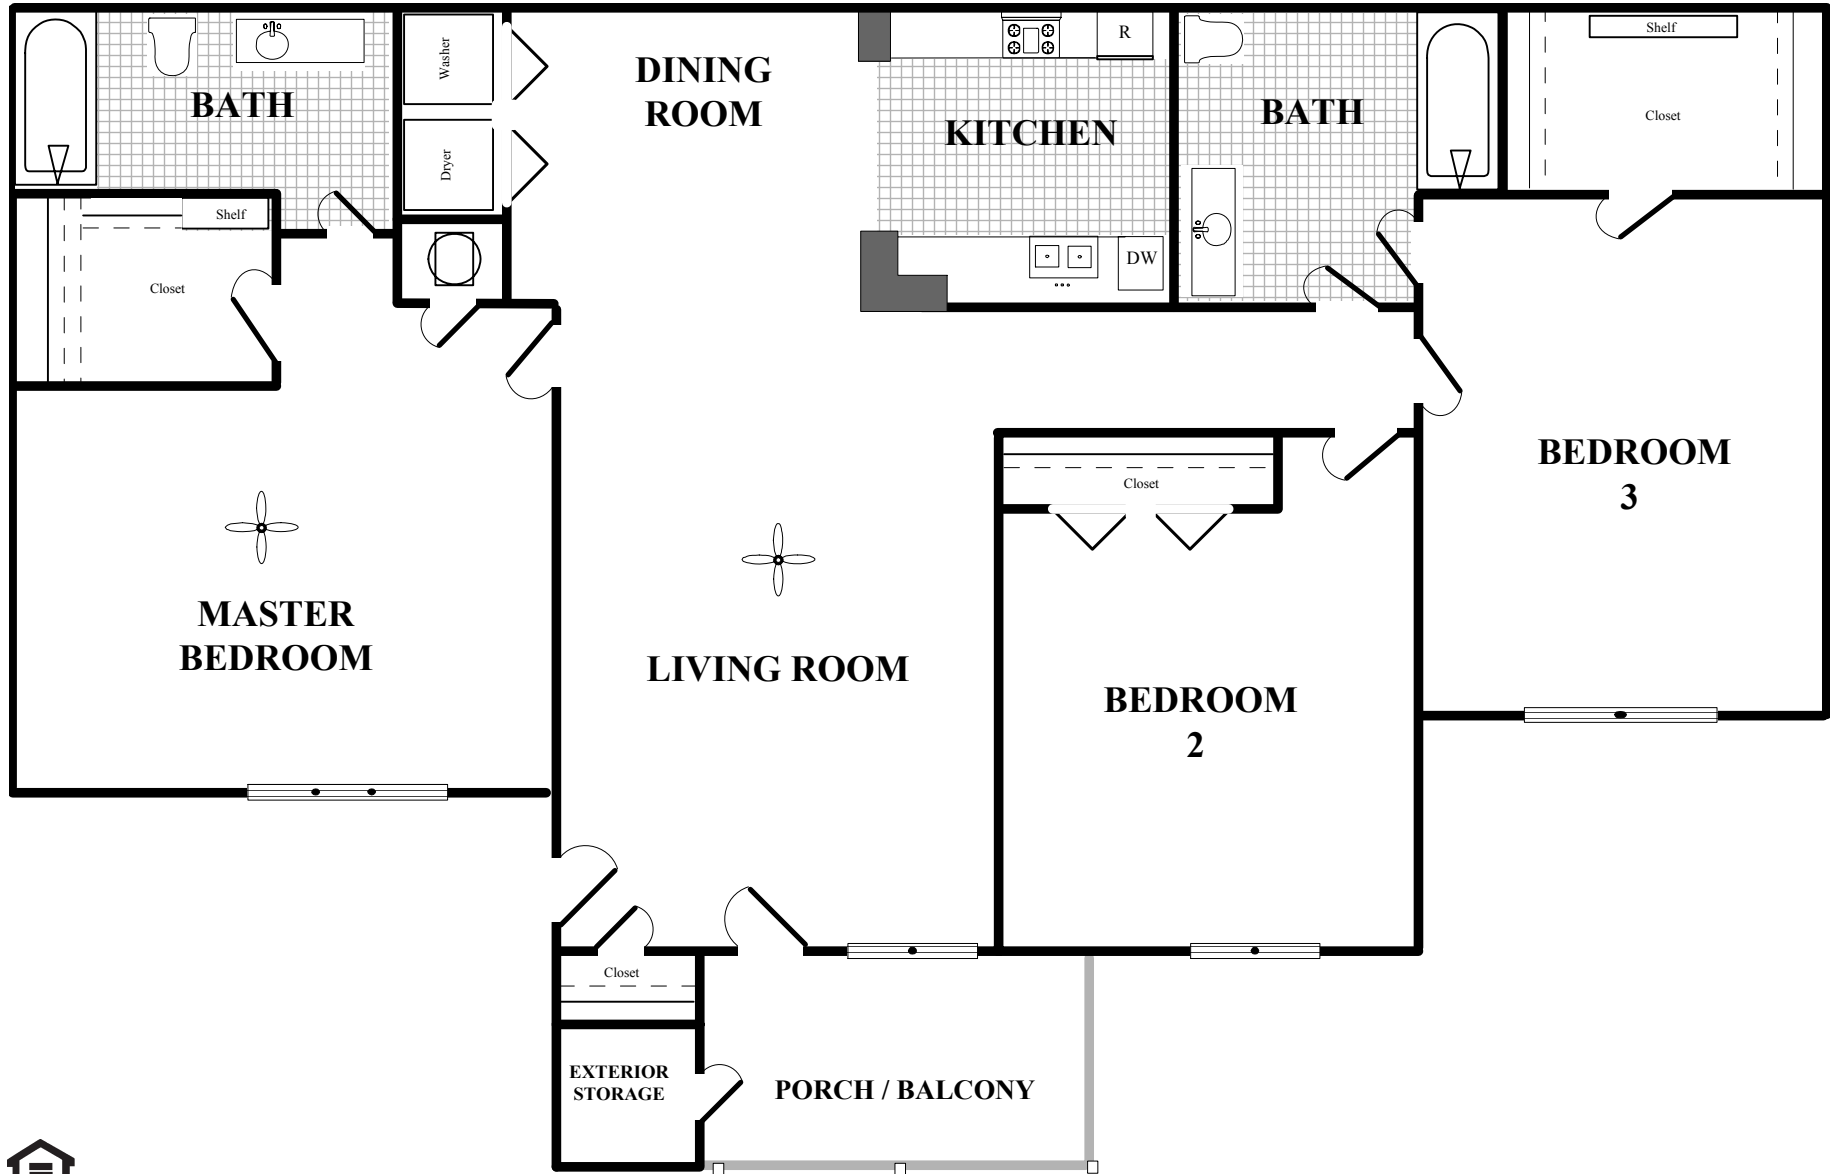 BATH
Washer
Dryer
DINING
ROOM
KITCHEN
R
DW
BATH
Shelf
Closet
Shelf
Closet
Closet
BEDROOM
3
MASTER
BEDROOM
LIVING ROOM
BEDROOM
2
Closet
EXTERIOR
STORAGE
PORCH / BALCONY